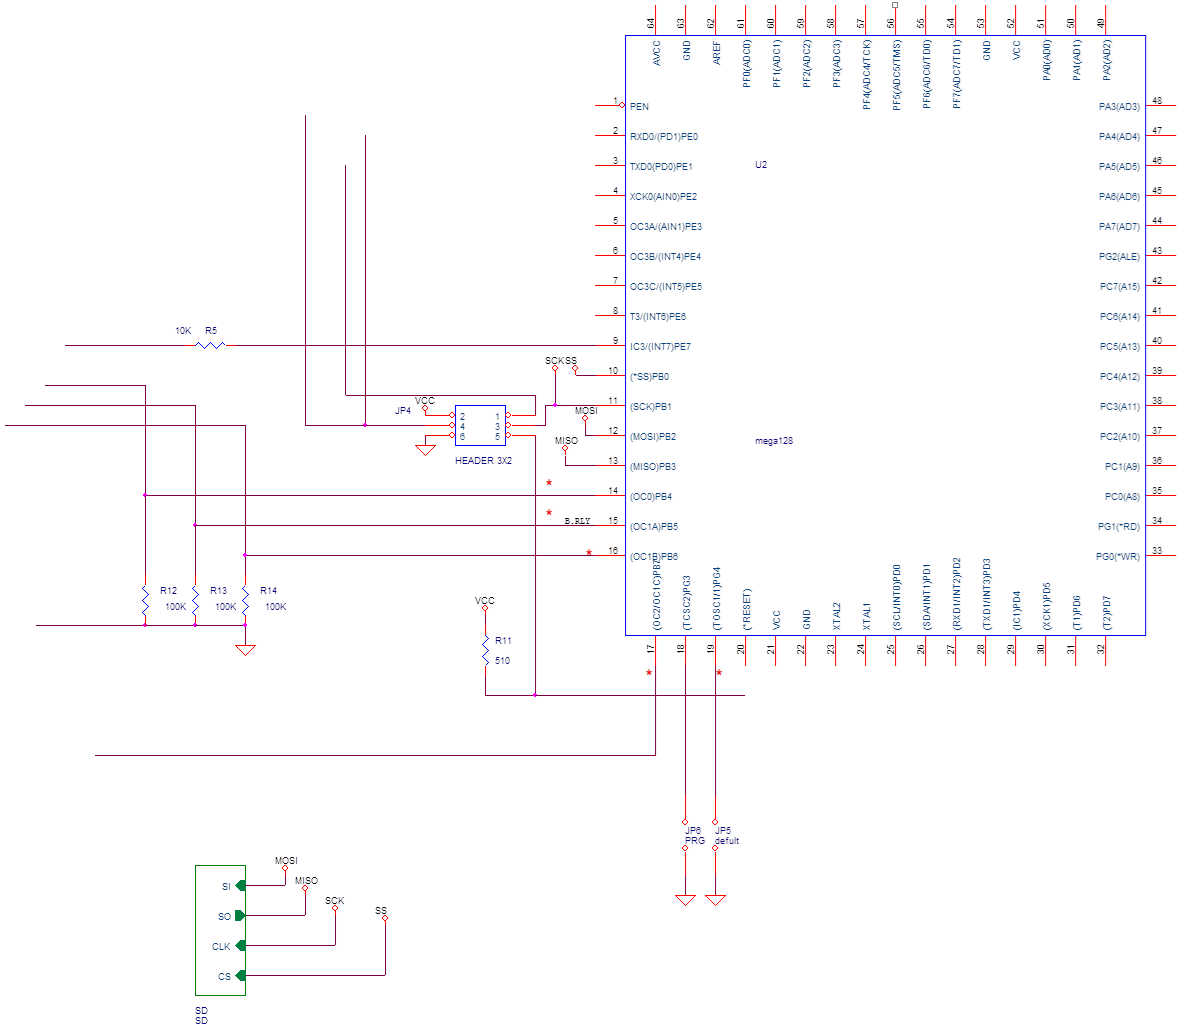 64
63
62
61
60
59
58
57
56
55
54
53
52
51
50
49
AVCC
GND
AREF
PF0(ADC0)
PF1(ADC1)
PF2(ADC2)
PF3(ADC3)
PF4(ADC4/TCK)
PF5(ADC5/TMS)
PF6(ADC6/TD0)
PF7(ADC7/TD1)
GND
VCC
PA0(AD0)
PA1(AD1)
PA2(AD2)
1 PEN
2 RXD0/(PD1)PE0
3 TXD0(PD0)PE1
4 XCK0(AIN0)PE2
5 OC3A/(AIN1)PE3
6 OC3B/(INT4)PE4
7 OC3C/(INT5)PE5
8 T3/(INT6)PE6
9 IC3/(INT7)PE7
10 (*SS)PB0
11 (SCK)PB1
12 (MOSI)PB2
13 (MISO)PB3
14 (OC0)PB4
15 (OC1A)PB5
16 (OC1B)PB6
U2
mega128
PA3(AD3) 48
PA4(AD4) 47
PA5(AD5) 46
PA6(AD6) 45
PA7(AD7) 44
PG2(ALE) 43
PC7(A15) 42
PC6(A14) 41
PC5(A13) 40
PC4(A12) 39
PC3(A11) 38
PC2(A10) 37
PC1(A9) 36
PC0(A8) 35
PG1(*RD) 34
PG0(*WR) 33
10K R5
SCK SS
MOSI
MISO
VCC
JP4
2 1
4 3
6 5
HEADER 3X2
*
*
B.RLY
*
R12
100K
R13
100K
R14
100K
VCC
R11
510
(OC2/OC1C)PB7
(TCSC2)PG3
(TOSC1/1)PG4
(*RESET)
VCC
GND
XTAL2
XTAL1
(SCL/INT0)PD0
(SDA/INT1)PD1
(RXD1/INT2)PD2
(TXD1/INT3)PD3
(IC1)PD4
(XCK1)PD5
(T1)PD6
(T2)PD7
17
18
19
20
21
22
23
24
25
26
27
28
29
30
31
32
*
*
JP6
PRG
JP5
defult
MOSI
MISO
SCK
SS
SI
SO
CLK
CS
SD
SD